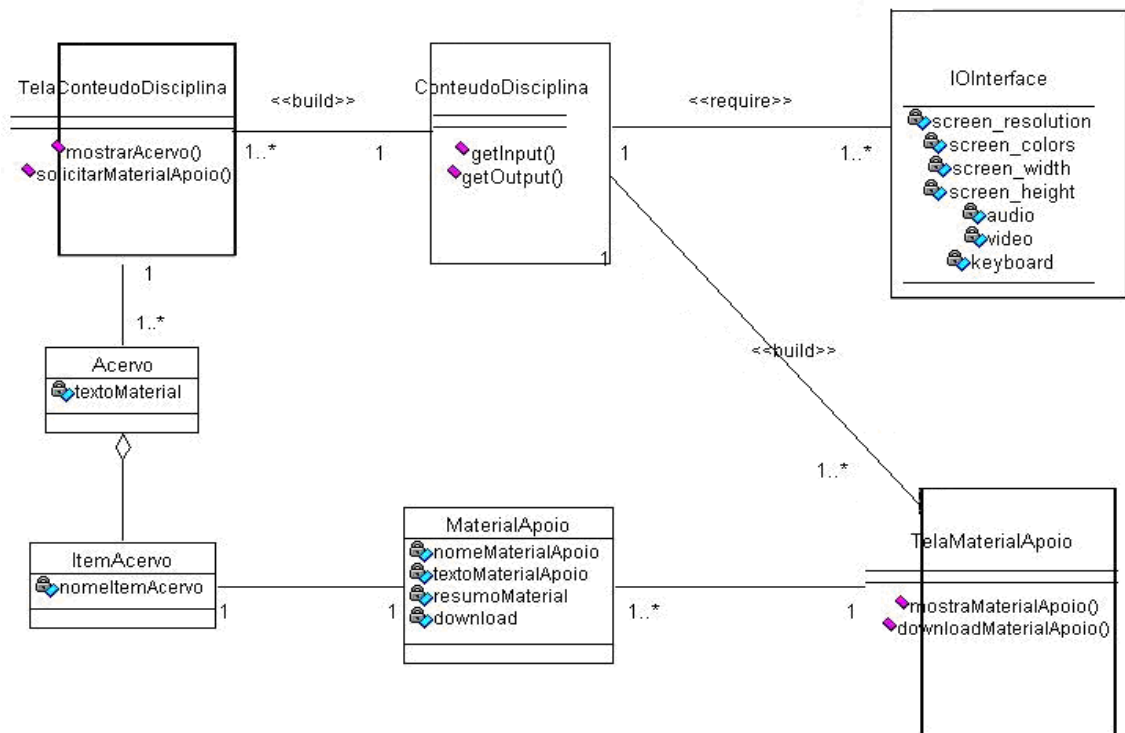 TelaConteudoDisciplina
mostrarAcervo()
solicitarMaterialApoio()
<<build>>
1..*
1
ConteudoDisciplina
getInput()
getOutput()
1
<<require>>
1
1..*
IOInterface
screen_resolution
screen_colors
screen_width
screen_height
audio
video
keyboard
1
1..*
<<build>>
1..*
Acervo
textoMaterial
ItemAcervo
nomeItemAcervo
1
1
MaterialApoio
nomeMaterialApoio
textoMaterialApoio
resumoMaterial
download
1..*
1
TelaMaterialApoio
mostraMaterialApoio()
downloadMaterialApoio()